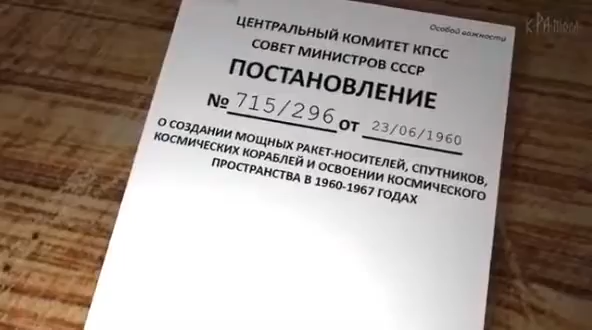 Особой важности
ЦЕНТРАЛЬНЫЙ КОМИТЕТ КПСС
СОВЕТ МИНИСТРОВ СССР
ПОСТАНОВЛЕНИЕ
№ 715/296 от 23/06/1960
О СОЗДАНИИ МОЩНЫХ РАКЕТ-НОСИТЕЛЕЙ, СПУТНИКОВ,
КОСМИЧЕСКИХ КОРАБЛЕЙ И ОСВОЕНИИ КОСМИЧЕСКОГО
ПРОСТРАНСТВА В 1960-1967 ГОДАХ